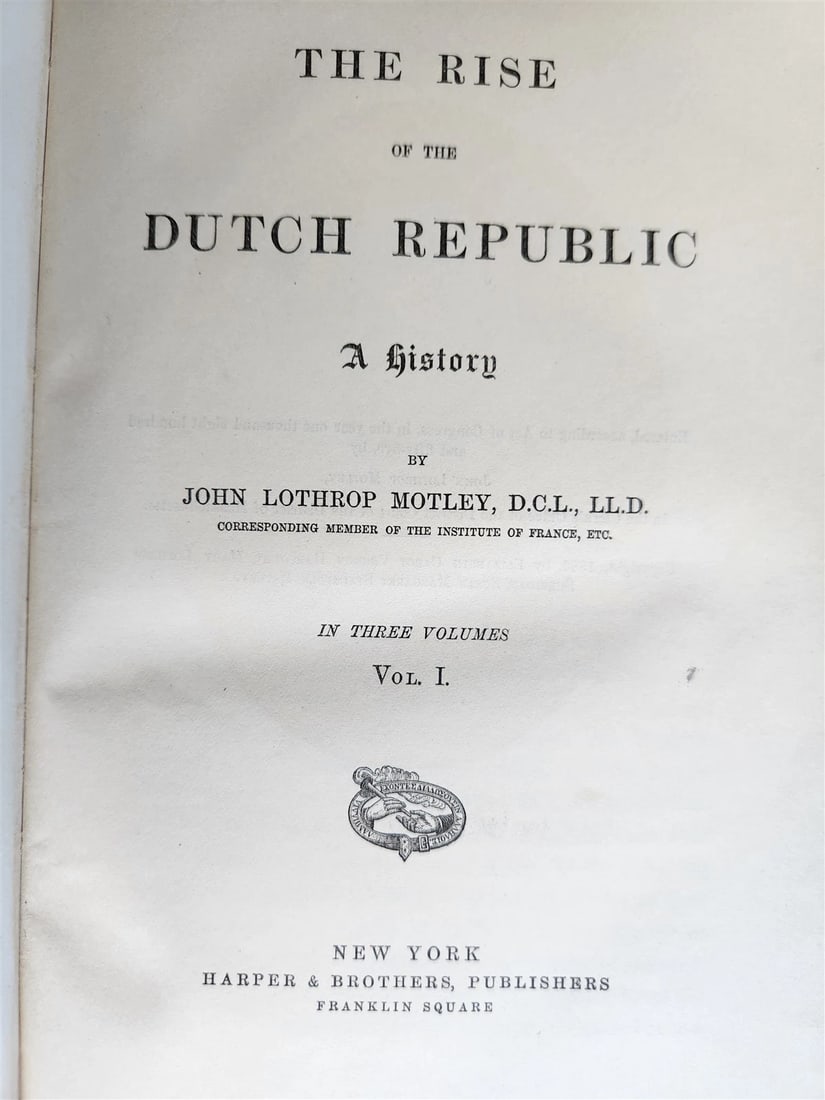 THE RISE
OF THE
DUTCH REPUBLIC
A History
BY
JOHN LOTHROP MOTLEY, D.C.L., LL.D.
CORRESPONDING MEMBER OF THE INSTITUTE OF FRANCE, ETC.
IN THREE VOLUMES
VOL. I.
NEW YORK
HARPER & BROTHERS, PUBLISHERS
FRANKLIN SQUARE